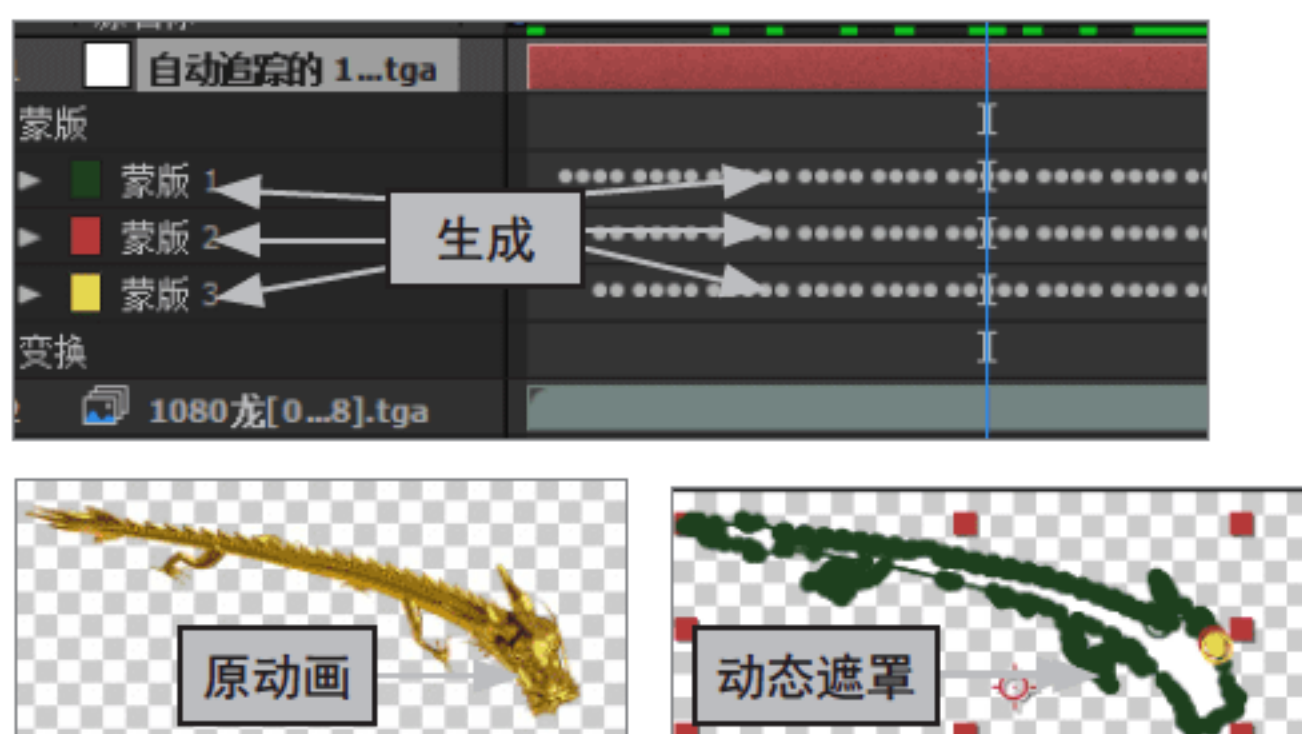 自动追踪的 1...tga
蒙版
蒙版 1
蒙版 2
生成
蒙版 3
变换
1080龙[0...8].tga
原动画
动态遮罩